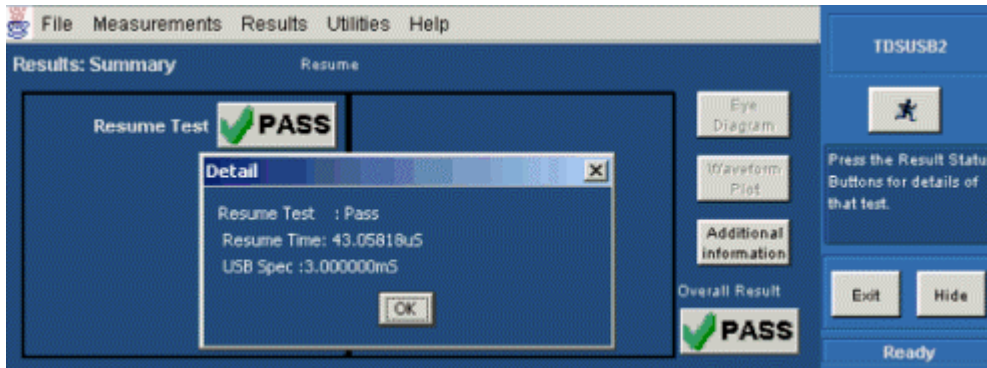 File Measurements Results Utilities Help
Results: Summary Resume
Resume Test PASS
Detail
Resume Test : Pass
Resume Time: 43.05818uS
USB Spec :3.000000mS
OK
Eye
Diagram
Waveform
Plot
Additional
information
Overall Result
PASS
TDSUSB2
Press the Result Statu
Buttons for details of
that test.
Exit Hide
Ready